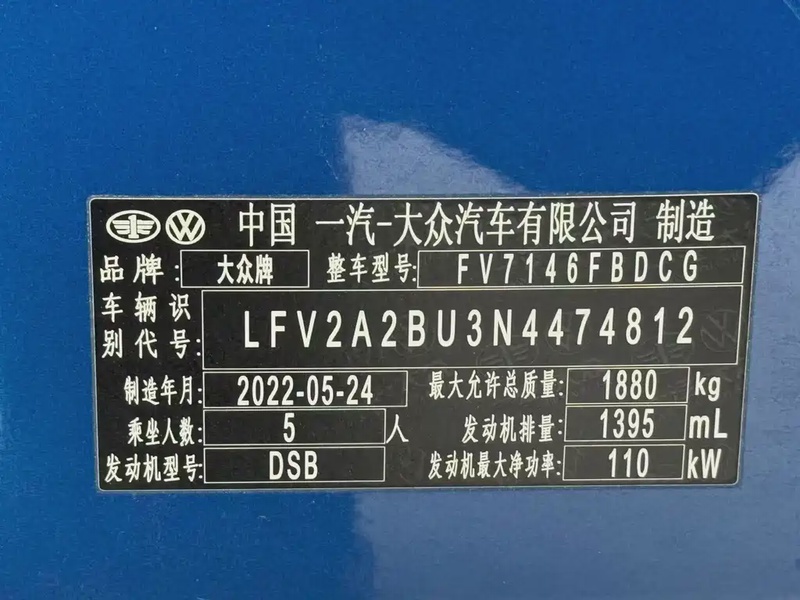 中国 一汽-大众汽车有限公司 制造
品牌: 大众牌 整车型号: FV7146FBDCG
车辆识别代号: LFV2A2BU3N4474812
制造年月: 2022-05-24 最大允许总质量: 1880 kg
乘坐人数: 5 人 发动机排量: 1395 mL
发动机型号: DSB 发动机最大净功率: 110 kW